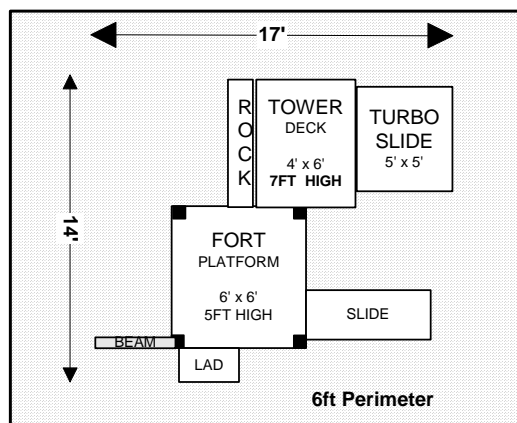 17'
14'
ROCK
TOWER
DECK
4' x 6'
7FT HIGH
TURBO
SLIDE
5' x 5'
FORT
PLATFORM
6' x 6'
5FT HIGH
SLIDE
BEAM
LAD
6ft Perimeter